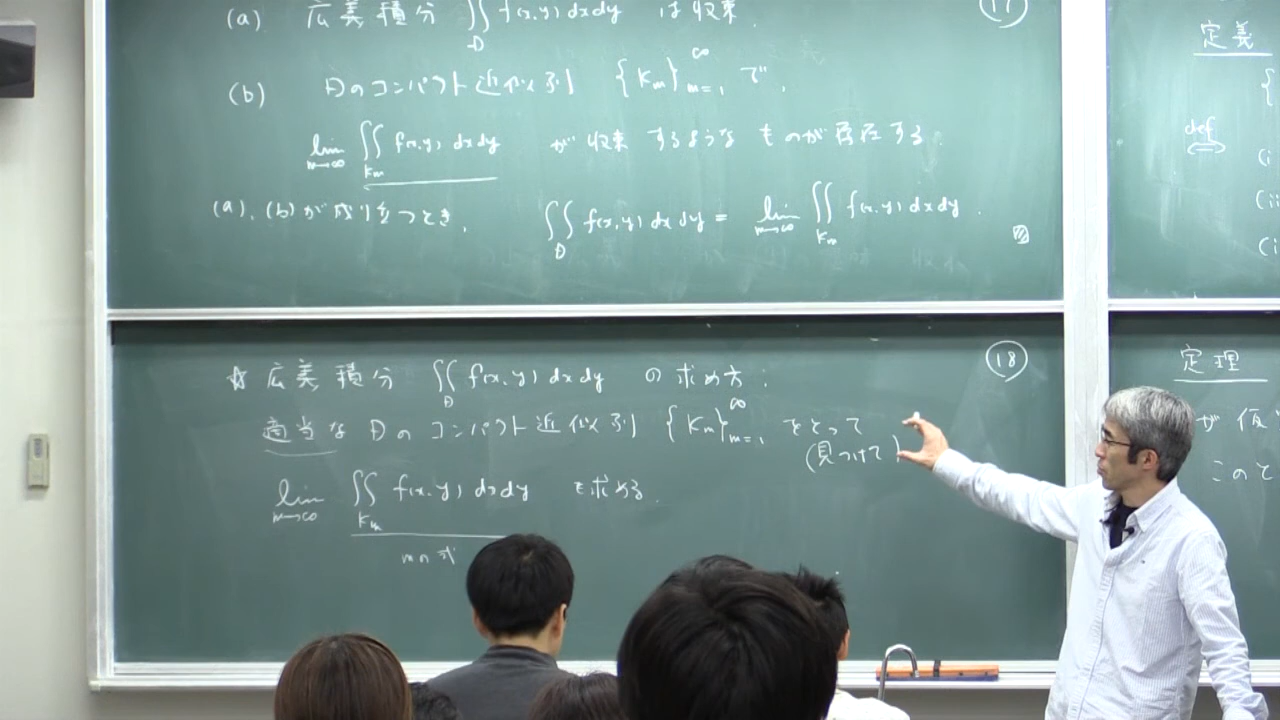 (a) 広義積分 ∬_D f(x,y) dxdy は収束. ⑰
(b) Dのコンパクト近似列 {K_m}_{m=1}^∞ で,
lim_{m→∞} ∬_{K_m} f(x,y) dxdy が収束するようなものが存在する.
(a), (b)が成り立つとき, ∬_D f(x,y) dxdy = lim_{m→∞} ∬_{K_m} f(x,y) dxdy.
☆ 広義積分 ∬_D f(x,y) dxdy の求め方: ⑱
適当な Dのコンパクト近似列 {K_m}_{m=1}^∞ をとって
(見つけて)
lim_{m→∞} ∬_{K_m} f(x,y) dxdy を求める.
mの式
定義
{
def
⟺
(i
(ii
(i
定理
が 仮
このと